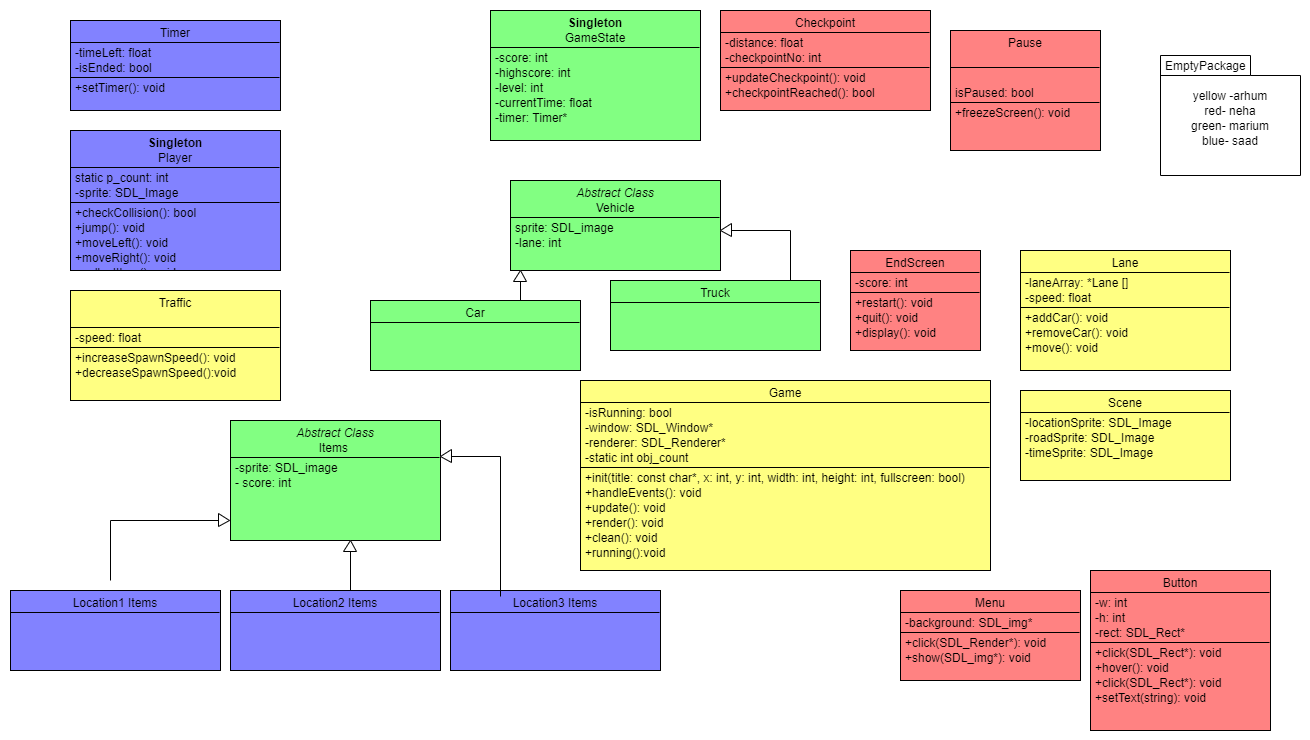 Timer
-timeLeft: float
-isEnded: bool
+setTimer(): void
Singleton
GameState
-score: int
-highscore: int
-level: int
-currentTime: float
-timer: Timer*
Checkpoint
-distance: float
-checkpointNo: int
+updateCheckpoint(): void
+checkpointReached(): bool
Pause
isPaused: bool
+freezeScreen(): void
EmptyPackage
yellow -arhum
red- neha
green- marium
blue- saad
Singleton
Player
static p_count: int
-sprite: SDL_Image
+checkCollision(): bool
+jump(): void
+moveLeft(): void
+moveRight(): void
Abstract Class
Vehicle
sprite: SDL_image
-lane: int
Car
Truck
EndScreen
-score: int
+restart(): void
+quit(): void
+display(): void
Lane
-laneArray: *Lane []
-speed: float
+addCar(): void
+removeCar(): void
+move(): void
Traffic
-speed: float
+increaseSpawnSpeed(): void
+decreaseSpawnSpeed():void
Game
-isRunning: bool
-window: SDL_Window*
-renderer: SDL_Renderer*
-static int obj_count
+init(title: const char*, x: int, y: int, width: int, height: int, fullscreen: bool)
+handleEvents(): void
+update(): void
+render(): void
+clean(): void
+running():void
Scene
-locationSprite: SDL_Image
-roadSprite: SDL_Image
-timeSprite: SDL_Image
Abstract Class
Items
-sprite: SDL_image
- score: int
Location1 Items
Location2 Items
Location3 Items
Menu
-background: SDL_img*
+click(SDL_Render*): void
+show(SDL_img*): void
Button
-w: int
-h: int
-rect: SDL_Rect*
+click(SDL_Rect*): void
+hover(): void
+click(SDL_Rect*): void
+setText(string): void